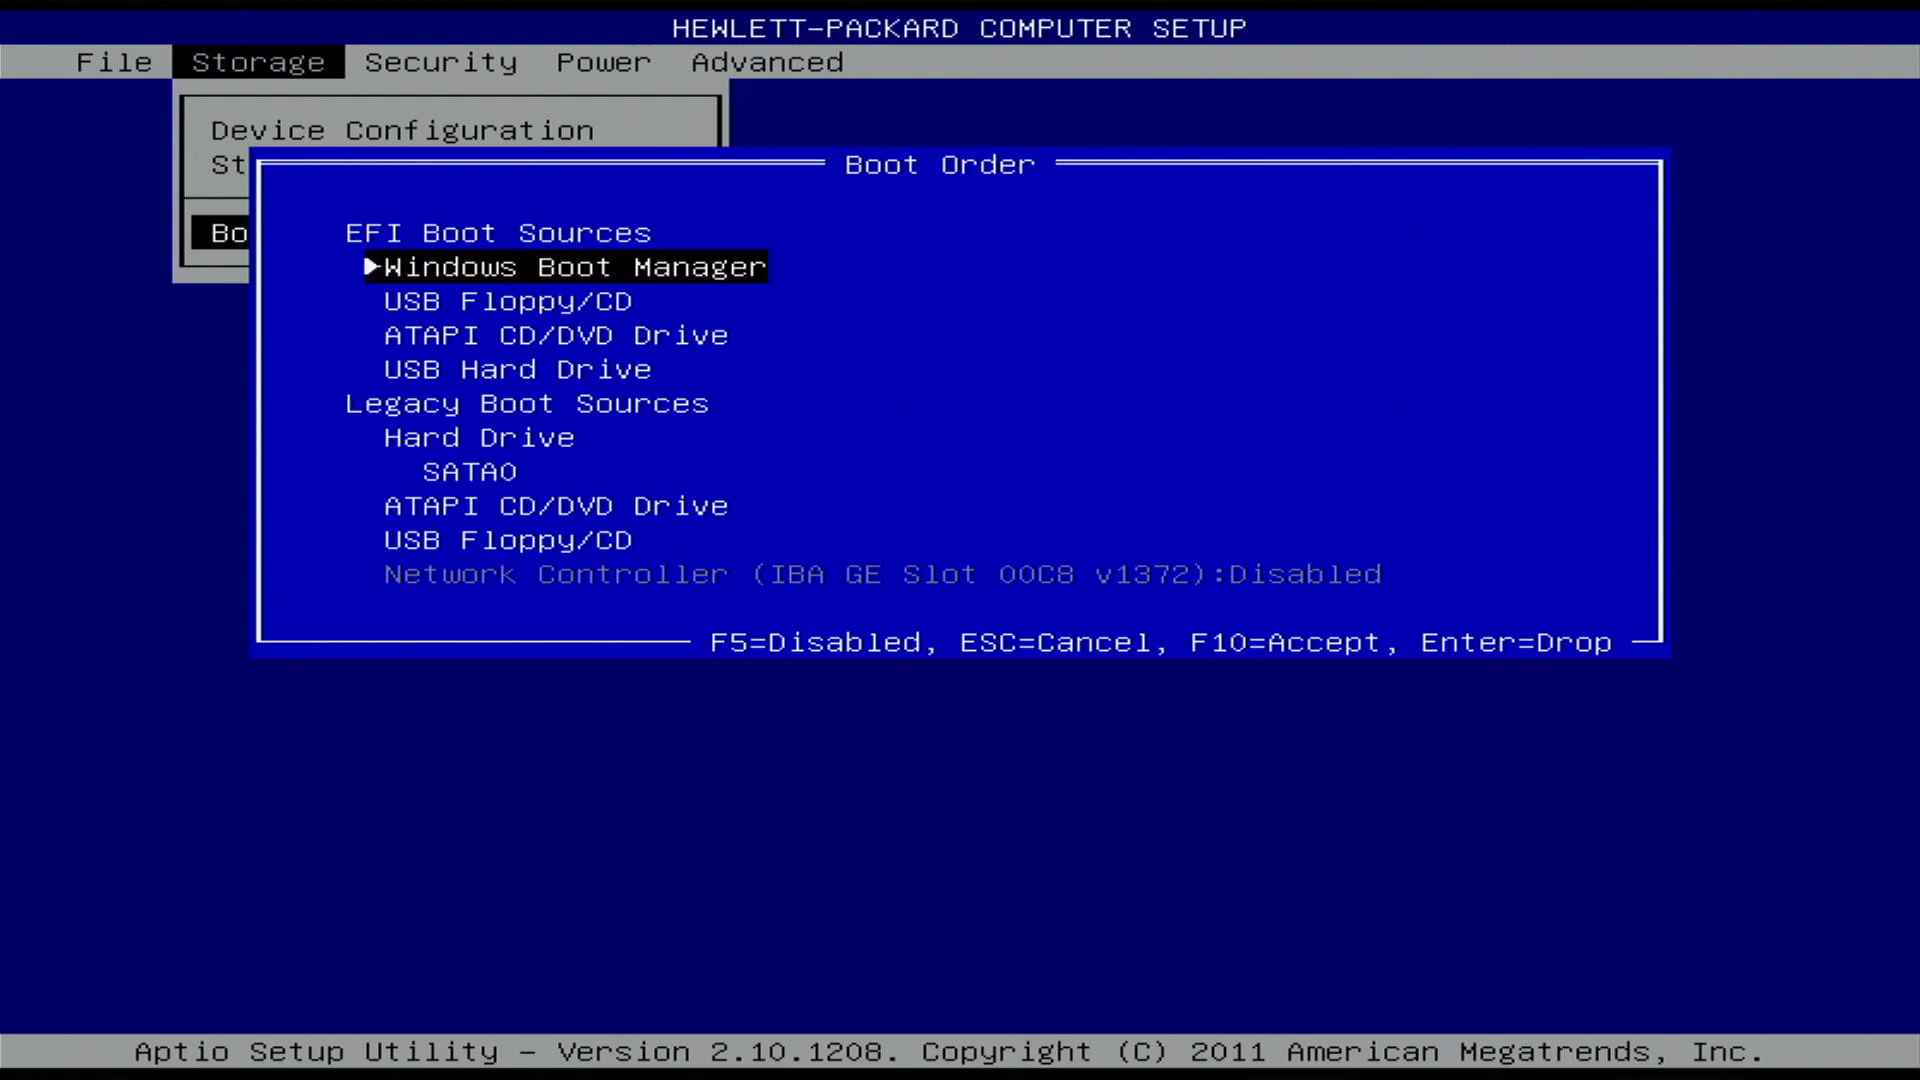 HEWLETT-PACKARD COMPUTER SETUP
File Storage Security Power Advanced
Device Configuration
St
Boot Order
Bo
EFI Boot Sources
▶Windows Boot Manager
USB Floppy/CD
ATAPI CD/DVD Drive
USB Hard Drive
Legacy Boot Sources
Hard Drive
SATA0
ATAPI CD/DVD Drive
USB Floppy/CD
Network Controller (IBA GE Slot 00C8 v1372):Disabled
F5=Disabled, ESC=Cancel, F10=Accept, Enter=Drop
Aptio Setup Utility - Version 2.10.1208. Copyright (C) 2011 American Megatrends, Inc.